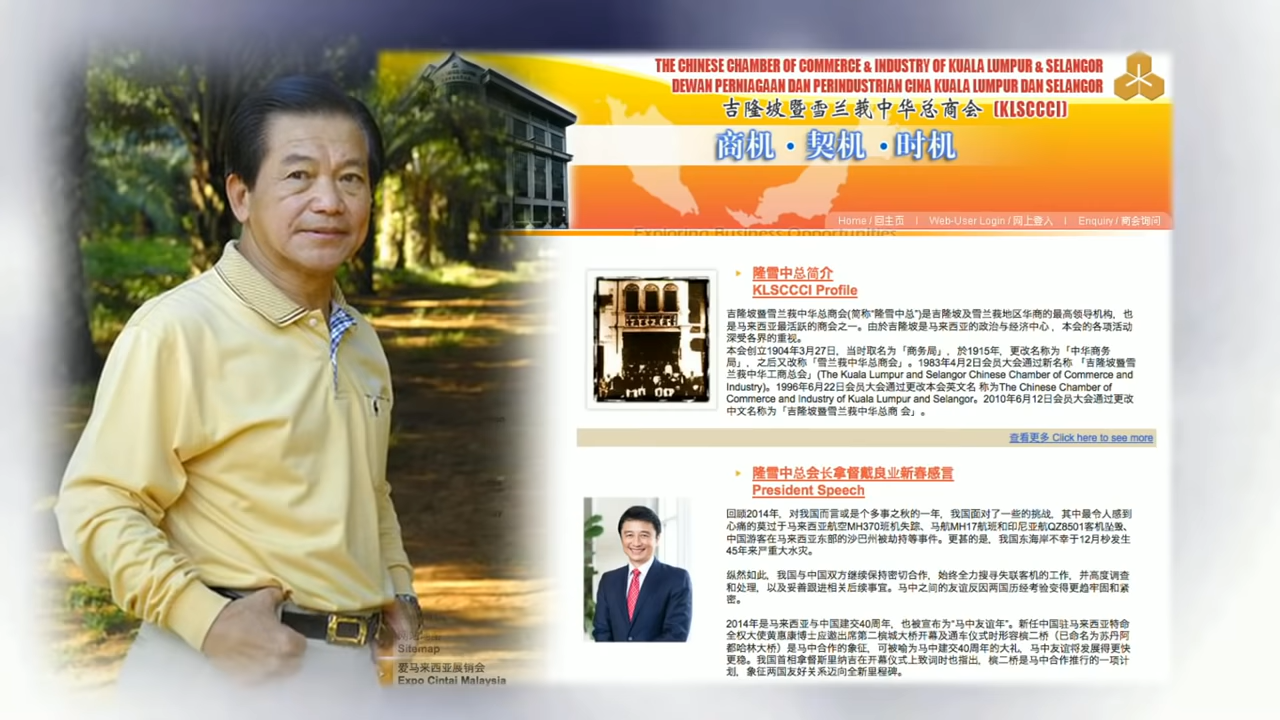 THE CHINESE CHAMBER OF COMMERCE & INDUSTRY OF KUALA LUMPUR & SELANGOR
DEWAN PERNIAGAAN DAN PERINDUSTRIAN CINA KUALA LUMPUR DAN SELANGOR
吉隆坡暨雪兰莪中华总商会 (KLSCCCI)
商机・契机・时机
Home / 回主页 | Web-User Login / 网上登入 | Enquiry / 商会询问
Exploring Business Opportunities
隆雪中总简介
KLSCCCI Profile
吉隆坡暨雪兰莪中华总商会(简称“隆雪中总”)是吉隆坡及雪兰莪地区华商的最高领导机构，也
是马来西亚最活跃的商会之一。由於吉隆坡是马来西亚的政治与经济中心，本会的各项活动
深受各界的重视。
本会创立1904年3月27日，当时取名为「商务局」，於1915年，更改名称为「中华商务
局」，之后又改称「雪兰莪中华总商会」。1983年4月2日会员大会通过新名称 「吉隆坡暨雪
兰莪中华工商总会」(The Kuala Lumpur and Selangor Chinese Chamber of Commerce and
Industry)。1996年6月22日会员大会通过更改本会英文名 称为The Chinese Chamber of
Commerce and Industry of Kuala Lumpur and Selangor。2010年6月12日会员大会通过更改
中文名称为「吉隆坡暨雪兰莪中华总商 会」。
查看更多 Click here to see more
隆雪中总会长拿督戴良业新春感言
President Speech
回顾2014年，对我国而言或是个多事之秋的一年，我国面对了一些的挑战，其中最令人感到
心痛的莫过于马来西亚航空MH370班机失踪、马航MH17航班和印尼亚航QZ8501客机坠毁、
中国游客在马来西亚东部的沙巴州被劫持等事件。更甚的是，我国东海岸不幸于12月杪发生
45年来严重大水灾。
纵然如此，我国与中国双方继续保持密切合作，始终全力搜寻失联客机的工作，并高度调查
和处理，以及妥善跟进相关后续事宜。马中之间的友谊反因两国历经考验变得更趋牢固和紧
密。
2014年是马来西亚与中国建交40周年，也被宣布为“马中友谊年”。新任中国驻马来西亚特命
全权大使黄惠康博士应邀出席第二槟城大桥开幕及通车仪式时形容槟二桥（已命名为苏丹阿
都哈林大桥）是马中合作的象征，可被喻为马中建交40周年的大礼，马中友谊将发展得更快
更稳。我国首相拿督斯里纳吉在开幕仪式上致词时也指出，槟二桥是马中合作推行的一项计
划，象征两国友好关系迈向全新里程碑。
Sitemap
爱马来西亚展销会
Expo Cintai Malaysia